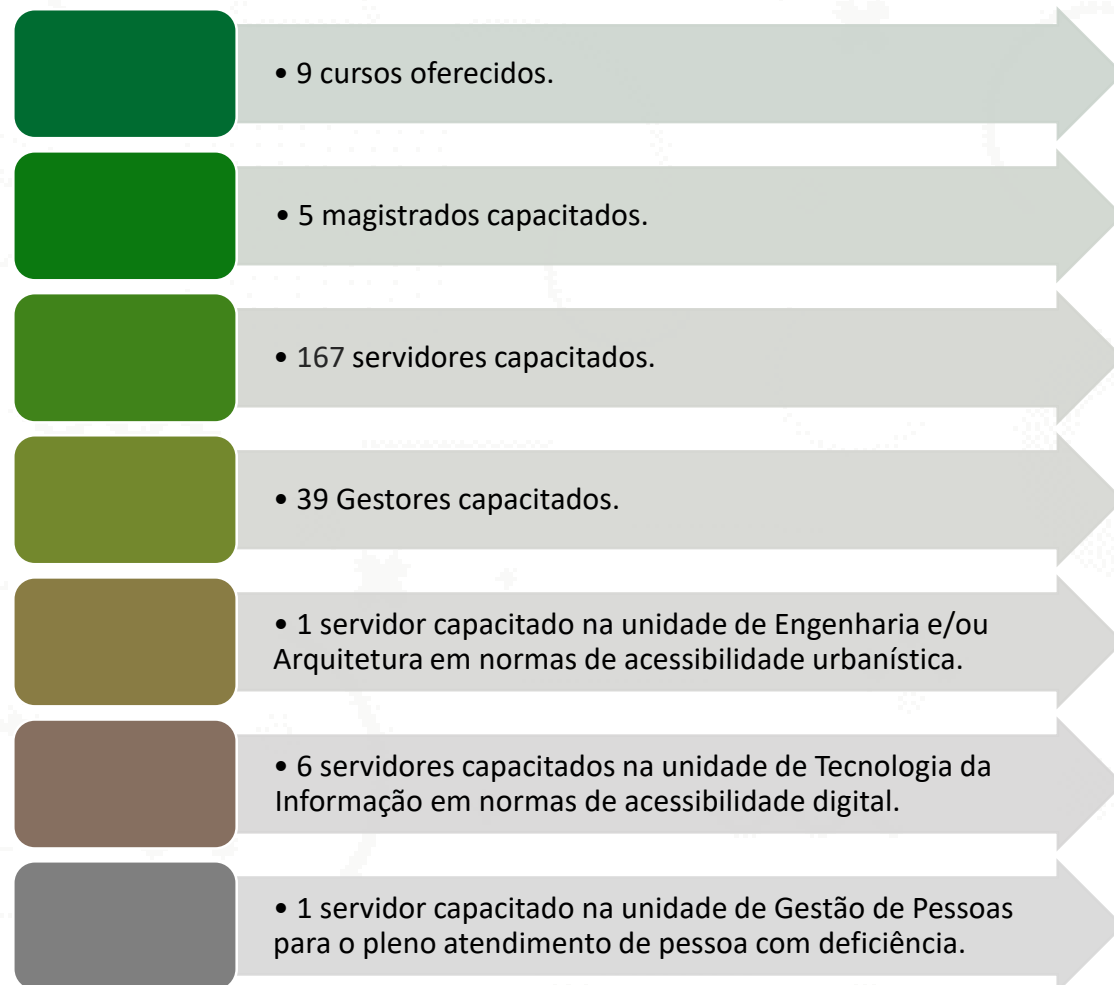 • 9 cursos oferecidos.
• 5 magistrados capacitados.
• 167 servidores capacitados.
• 39 Gestores capacitados.
• 1 servidor capacitado na unidade de Engenharia e/ou
Arquitetura em normas de acessibilidade urbanística.
• 6 servidores capacitados na unidade de Tecnologia da
Informação em normas de acessibilidade digital.
• 1 servidor capacitado na unidade de Gestão de Pessoas
para o pleno atendimento de pessoa com deficiência.